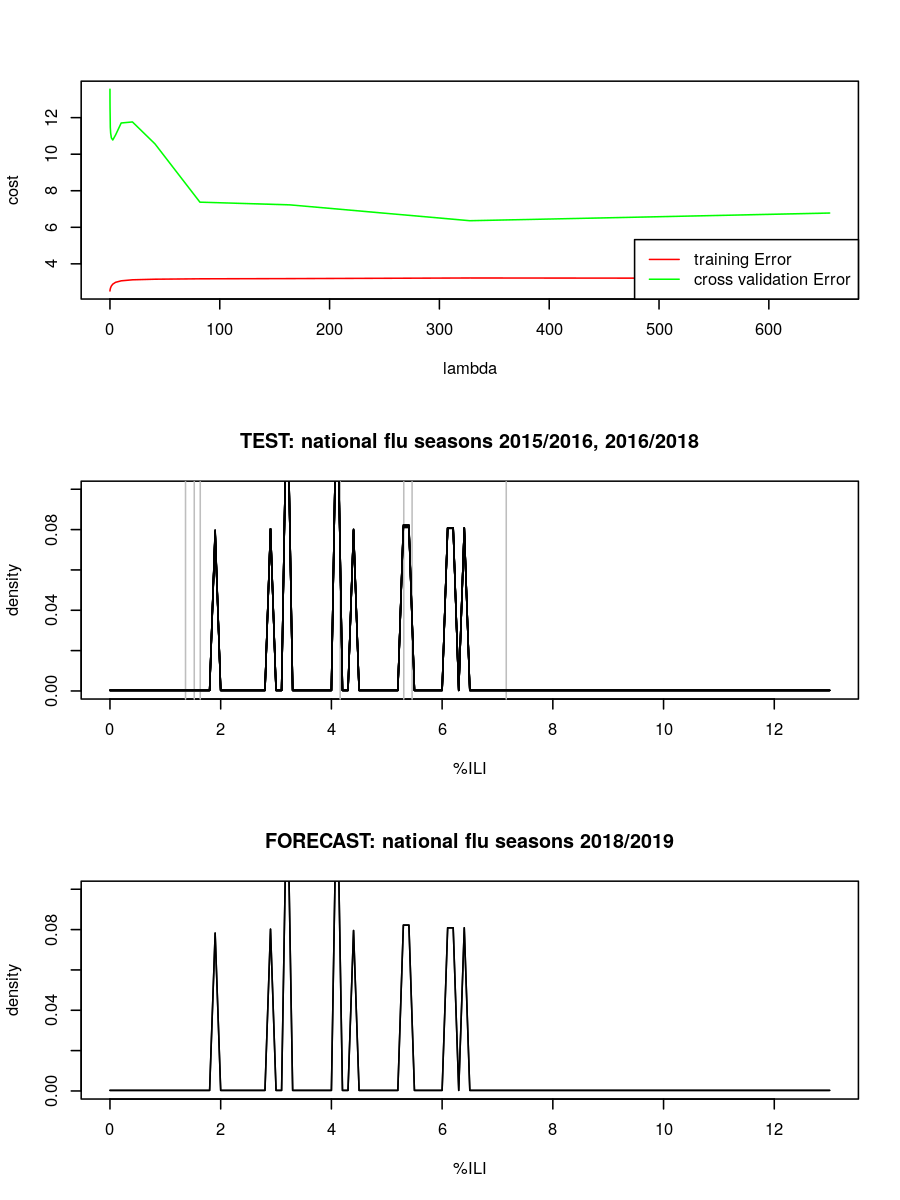 12
10
8
6
4
cost
training Error
cross validation Error
0 100 200 300 400 500 600
lambda
TEST: national flu seasons 2015/2016, 2016/2018
0.08
0.04
0.00
density
0 2 4 6 8 10 12
%ILI
FORECAST: national flu seasons 2018/2019
0.08
0.04
0.00
density
0 2 4 6 8 10 12
%ILI